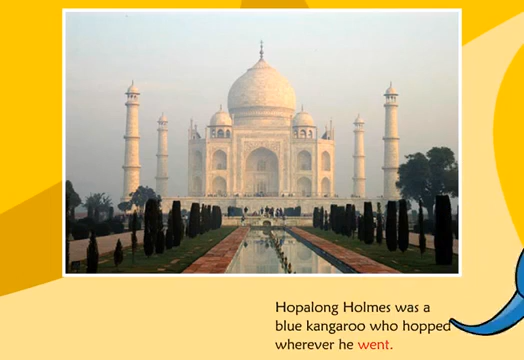 Hopalong Holmes was a
blue kangaroo who hopped
wherever he went.